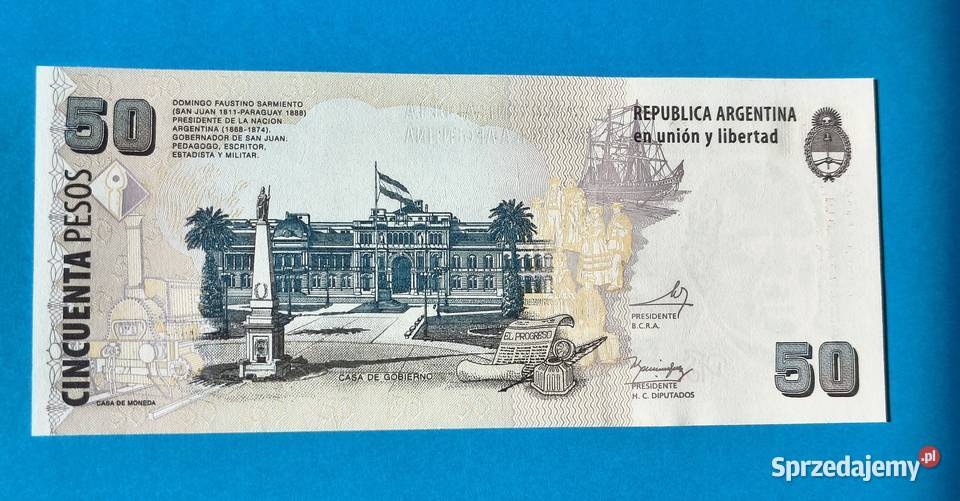 50
DOMINGO FAUSTINO SARMIENTO
(SAN JUAN 1811-PARAGUAY 1888)
PRESIDENTE DE LA NACION
ARGENTINA (1868-1874).
GOBERNADOR DE SAN JUAN.
PEDAGOGO, ESCRITOR,
ESTADISTA Y MILITAR.
REPUBLICA ARGENTINA
en unión y libertad
CINCUENTA PESOS
PRESIDENTE
B.C.R.A.
EL PROGRESO
CASA DE GOBIERNO
PRESIDENTE
H. C. DIPUTADOS
50
CASA DE MONEDA
Sprzedajemy.pl